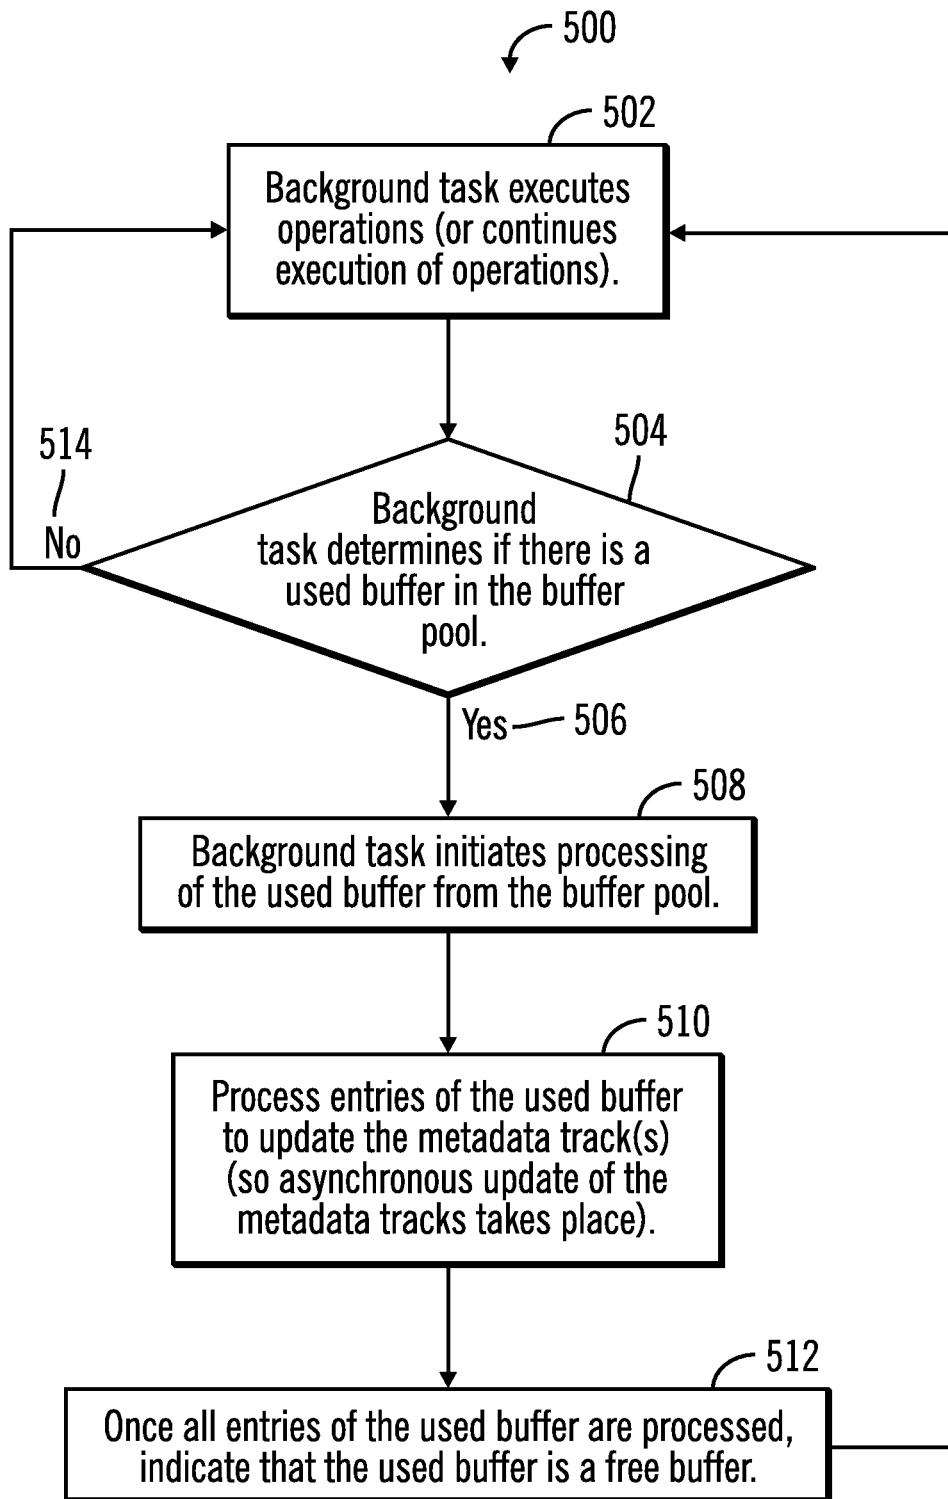 500
502
Background task executes
operations (or continues
execution of operations).
514
504
No
Background
task determines if there is a
used buffer in the buffer
pool.
Yes
506
508
Background task initiates processing
of the used buffer from the buffer pool.
510
Process entries of the used buffer
to update the metadata track(s)
(so asynchronous update of the
metadata tracks takes place).
512
Once all entries of the used buffer are processed,
indicate that the used buffer is a free buffer.